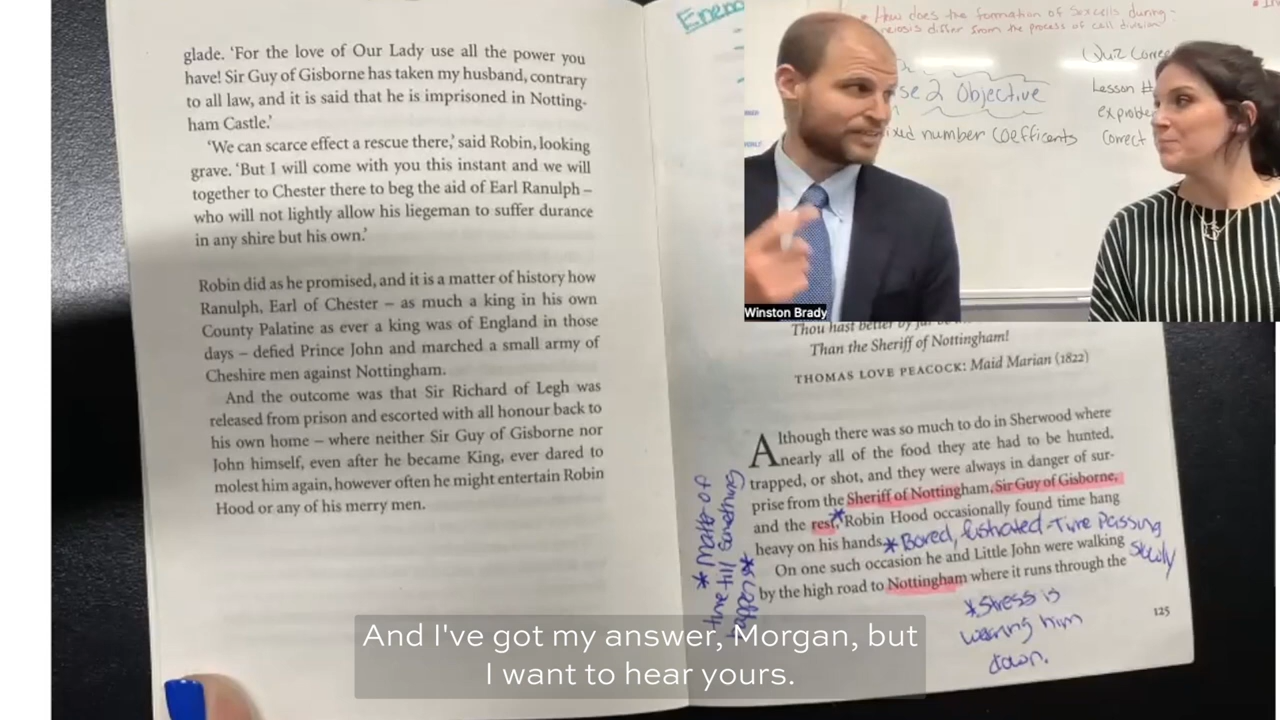 glade. ‘For the love of Our Lady use all the power you
have! Sir Guy of Gisborne has taken my husband, contrary
to all law, and it is said that he is imprisoned in Notting-
ham Castle.’
‘We can scarce effect a rescue there,’ said Robin, looking
grave. ‘But I will come with you this instant and we will
together to Chester there to beg the aid of Earl Ranulph –
who will not lightly allow his liegeman to suffer durance
in any shire but his own.’
Robin did as he promised, and it is a matter of history how
Ranulph, Earl of Chester – as much a king in his own
County Palatine as ever a king was of England in those
days – defied Prince John and marched a small army of
Cheshire men against Nottingham.
And the outcome was that Sir Richard of Legh was
released from prison and escorted with all honour back to
his own home – where neither Sir Guy of Gisborne nor
John himself, even after he became King, ever dared to
molest him again, however often he might entertain Robin
Hood or any of his merry men.
How does the formation of sex cells during
differ from the process of cell division
Quiz
2 Objective
Lesson #
number Coefficents
Correct
Winston Brady
Thou hast better by
Than the Sheriff of Nottingham!
THOMAS LOVE PEACOCK: Maid Marian (1822)
Although there was so much to do in Sherwood where
nearly all of the food they ate had to be hunted,
trapped, or shot, and they were always in danger of sur-
prise from the Sheriff of Nottingham, Sir Guy of Gisborne,
and the rest,* Robin Hood occasionally found time hang
heavy on his hands. * Bored, fustrated - Time Passing
slowly
On one such occasion he and Little John were walking
by the high road to Nottingham where it runs through the
* Matter of
time till something
happens *
* Stress is
wearing him
down.
125
And I've got my answer, Morgan, but
I want to hear yours.